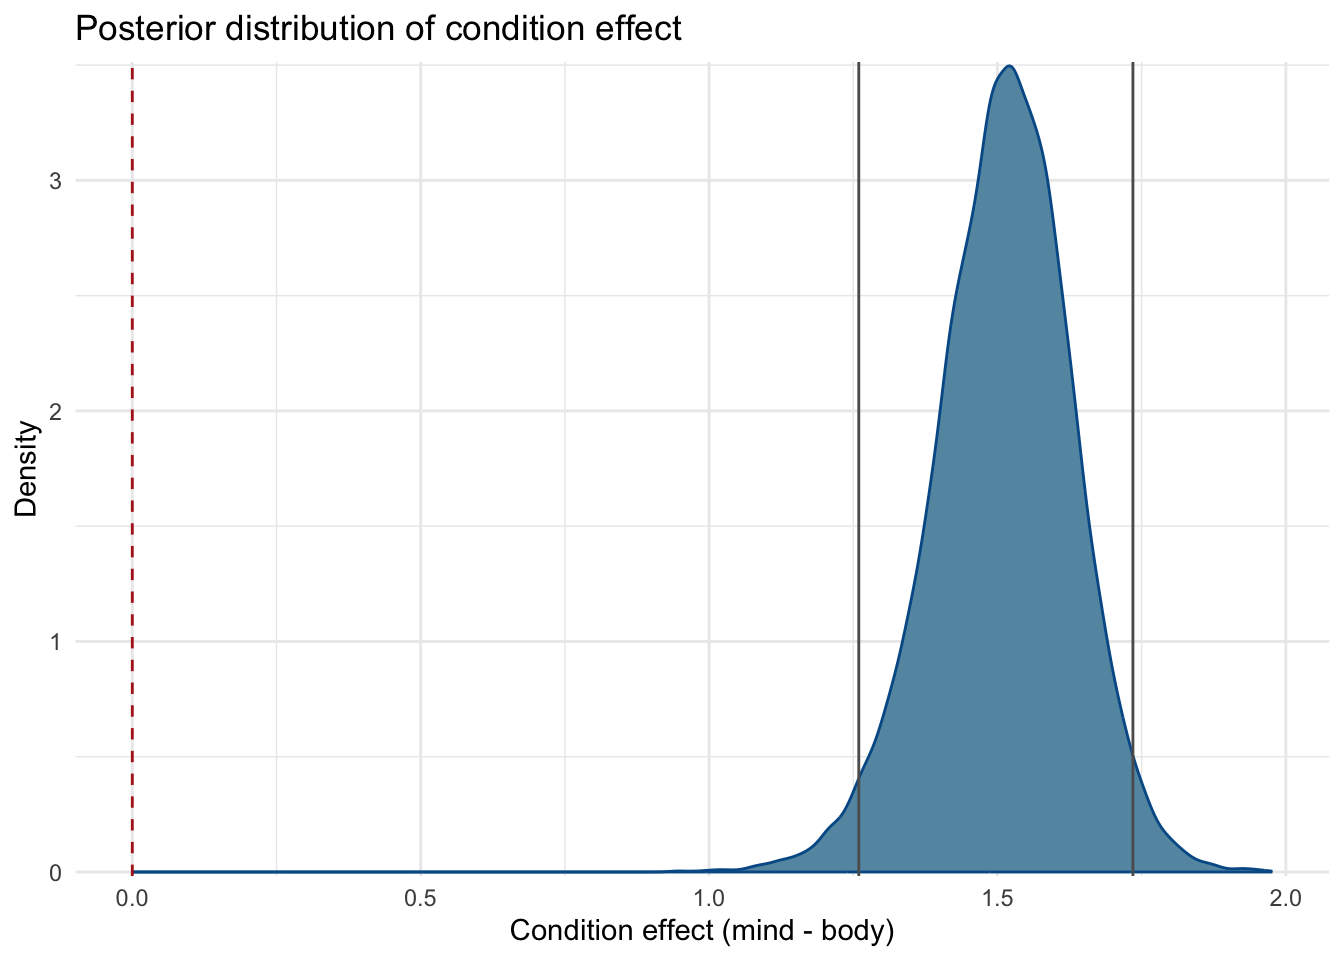 Posterior distribution of condition effect
Density
3
2
1
0
0.0 0.5 1.0 1.5 2.0
Condition effect (mind - body)